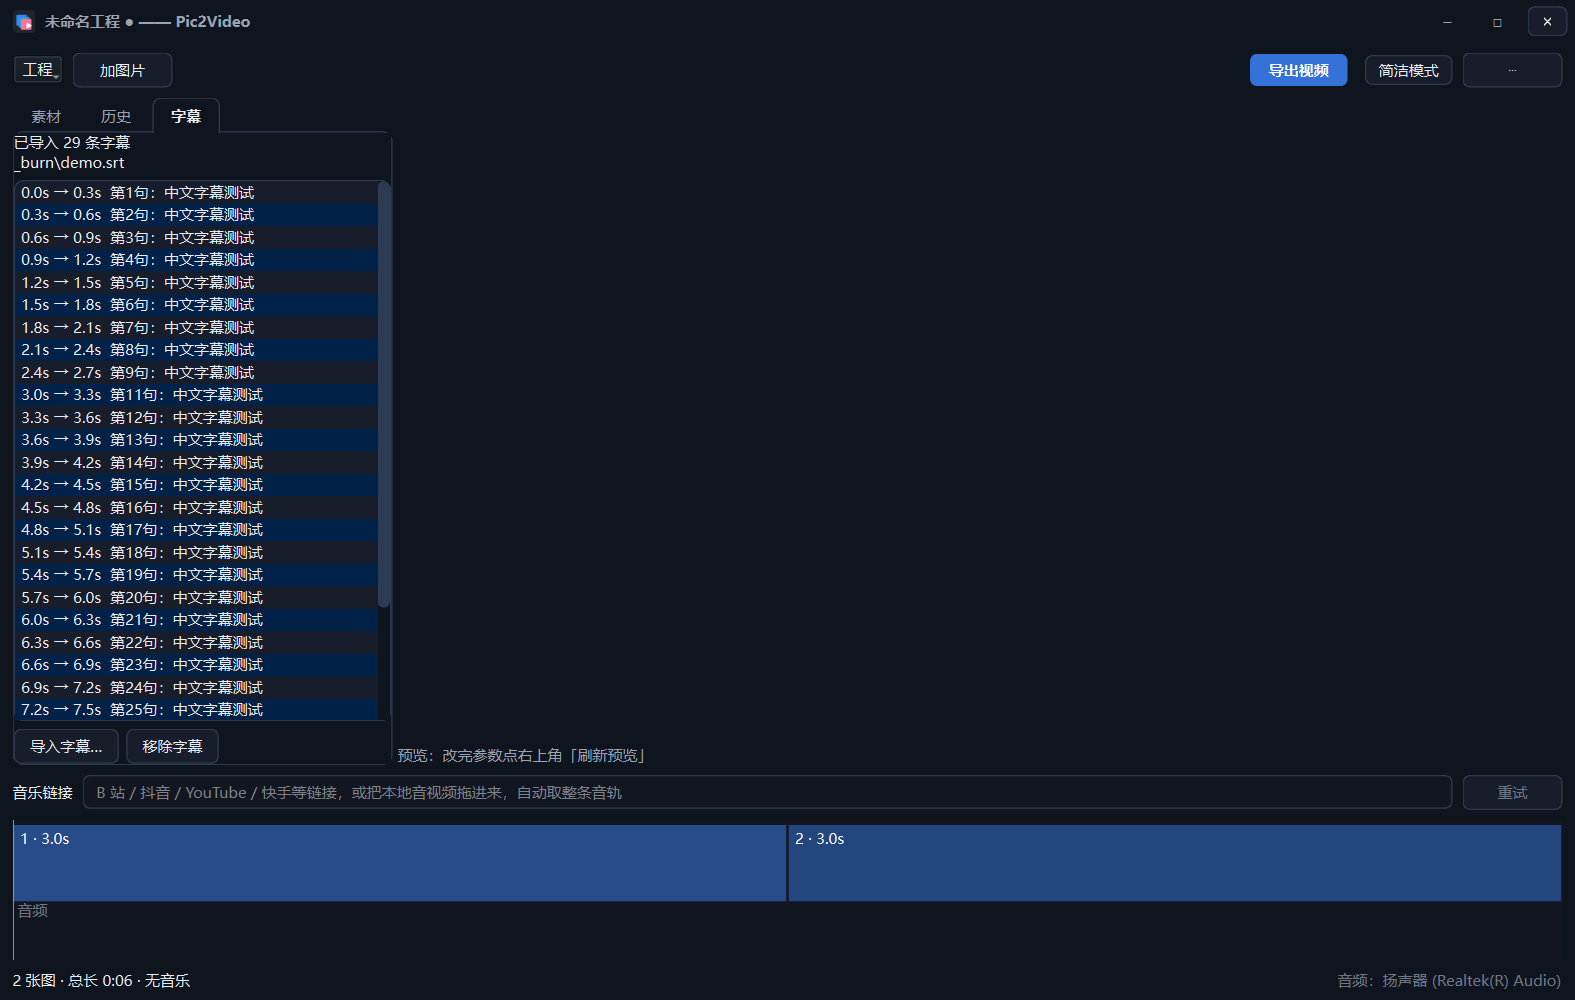 未命名工程 ● —— Pic2Video
工程 加图片 导出视频 简洁模式 ...
素材 历史 字幕
已导入 29 条字幕
_burn\demo.srt
0.0s → 0.3s 第1句：中文字幕测试
0.3s → 0.6s 第2句：中文字幕测试
0.6s → 0.9s 第3句：中文字幕测试
0.9s → 1.2s 第4句：中文字幕测试
1.2s → 1.5s 第5句：中文字幕测试
1.5s → 1.8s 第6句：中文字幕测试
1.8s → 2.1s 第7句：中文字幕测试
2.1s → 2.4s 第8句：中文字幕测试
2.4s → 2.7s 第9句：中文字幕测试
3.0s → 3.3s 第11句：中文字幕测试
3.3s → 3.6s 第12句：中文字幕测试
3.6s → 3.9s 第13句：中文字幕测试
3.9s → 4.2s 第14句：中文字幕测试
4.2s → 4.5s 第15句：中文字幕测试
4.5s → 4.8s 第16句：中文字幕测试
4.8s → 5.1s 第17句：中文字幕测试
5.1s → 5.4s 第18句：中文字幕测试
5.4s → 5.7s 第19句：中文字幕测试
5.7s → 6.0s 第20句：中文字幕测试
6.0s → 6.3s 第21句：中文字幕测试
6.3s → 6.6s 第22句：中文字幕测试
6.6s → 6.9s 第23句：中文字幕测试
6.9s → 7.2s 第24句：中文字幕测试
7.2s → 7.5s 第25句：中文字幕测试
导入字幕... 移除字幕
预览：改完参数点右上角「刷新预览」
音乐链接 B 站 / 抖音 / YouTube / 快手等链接，或把本地音视频拖进来，自动取整条音轨 重试
1 · 3.0s 2 · 3.0s
音频
2 张图 · 总长 0:06 · 无音乐 音频：扬声器 (Realtek(R) Audio)